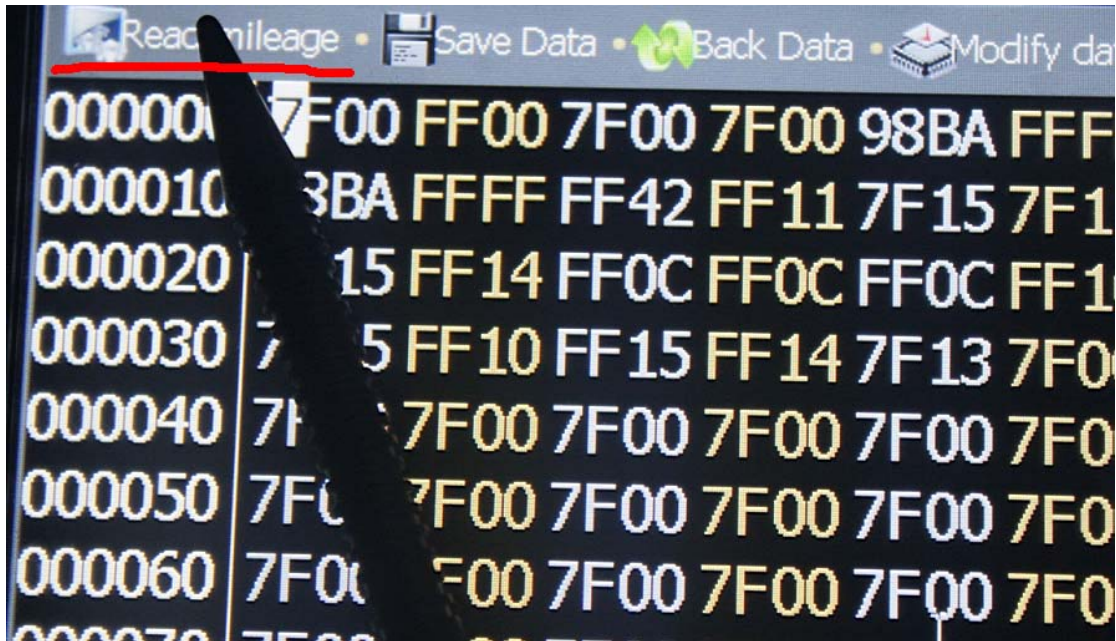 Read mileage • Save Data • Back Data • Modify da
7F00 FF00 7F00 7F00 98BA FFF
000010 FFFF FF42 FF11 7F15 7F1
000020 15 FF14 FF0C FF0C FF0C FF1
000030 FF10 FF15 FF14 7F13 7F0
000040 7F00 7F00 7F00 7F00 7F0
000050 7F00 7F00 7F00 7F00 7F0
000060 7F00 7F00 7F00 7F00 7F0